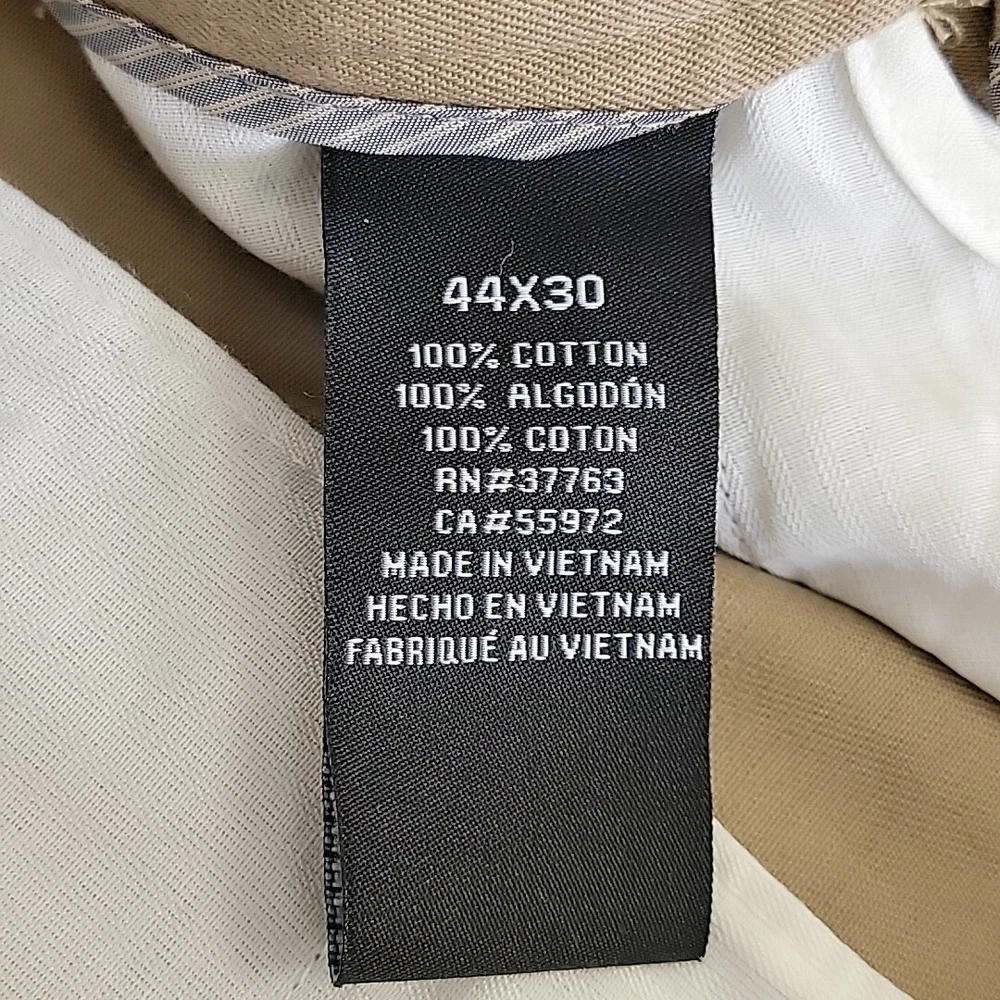 44X30
100% COTTON
100% ALGODÓN
100% COTON
RN#37763
CA#55972
MADE IN VIETNAM
HECHO EN VIETNAM
FABRIQUÉ AU VIETNAM